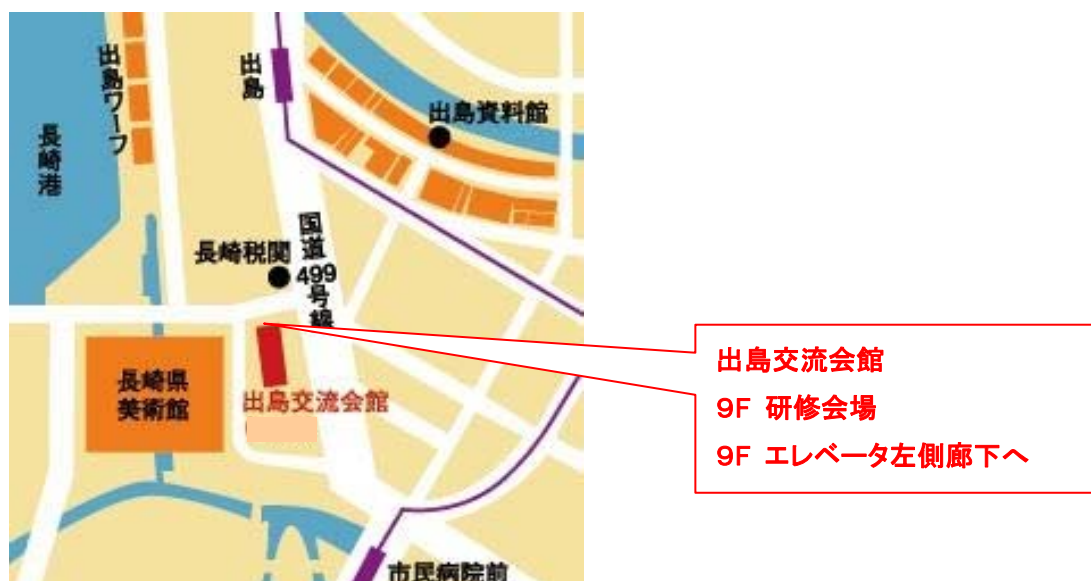 出島ワーフ
出島
出島資料館
長崎港
国道499号線
長崎税関
長崎県
美術館
出島交流会館
市民病院前
出島交流会館
9F 研修会場
9F エレベータ左側廊下へ